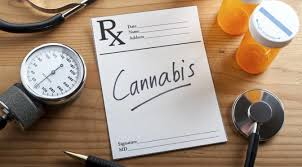 Rx
Date:
Name:
Address:
Cannabis
Signature:
MD